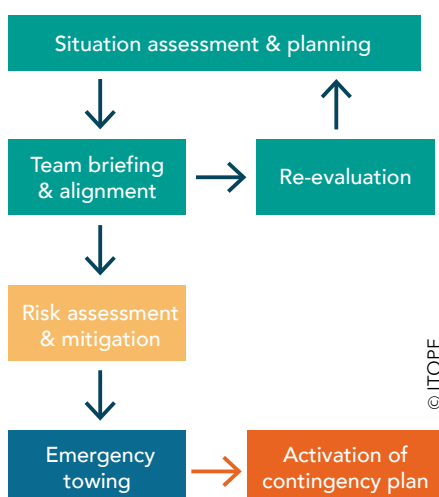 Situation assessment & planning
Team briefing
& alignment
Re-evaluation
Risk assessment
& mitigation
© ITOPF
Emergency
towing
Activation of
contingency plan